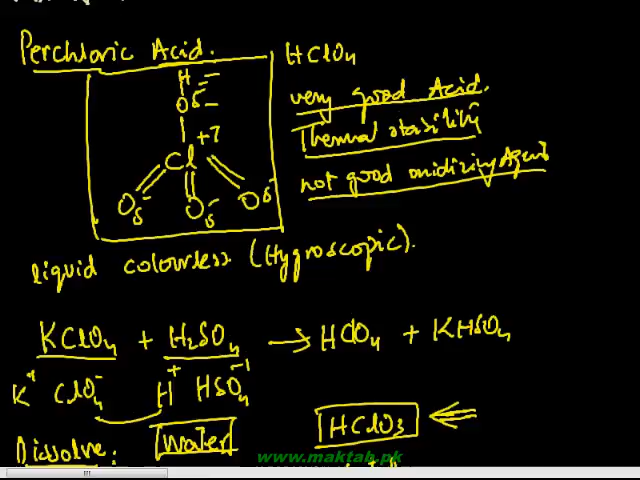 Perchloric Acid. HClO4
H
O δ-
+7
Cl
O δ- O δ- O δ-
very good Acid.
Thermal stability
not good oxidizing Agent
liquid colourless (Hygroscopic).
KClO4 + H2SO4 → HClO4 + KHSO4
K+ ClO4- H+ HSO4-1
Dissolve: Water HClO3 ⇐
www.maktab.pk